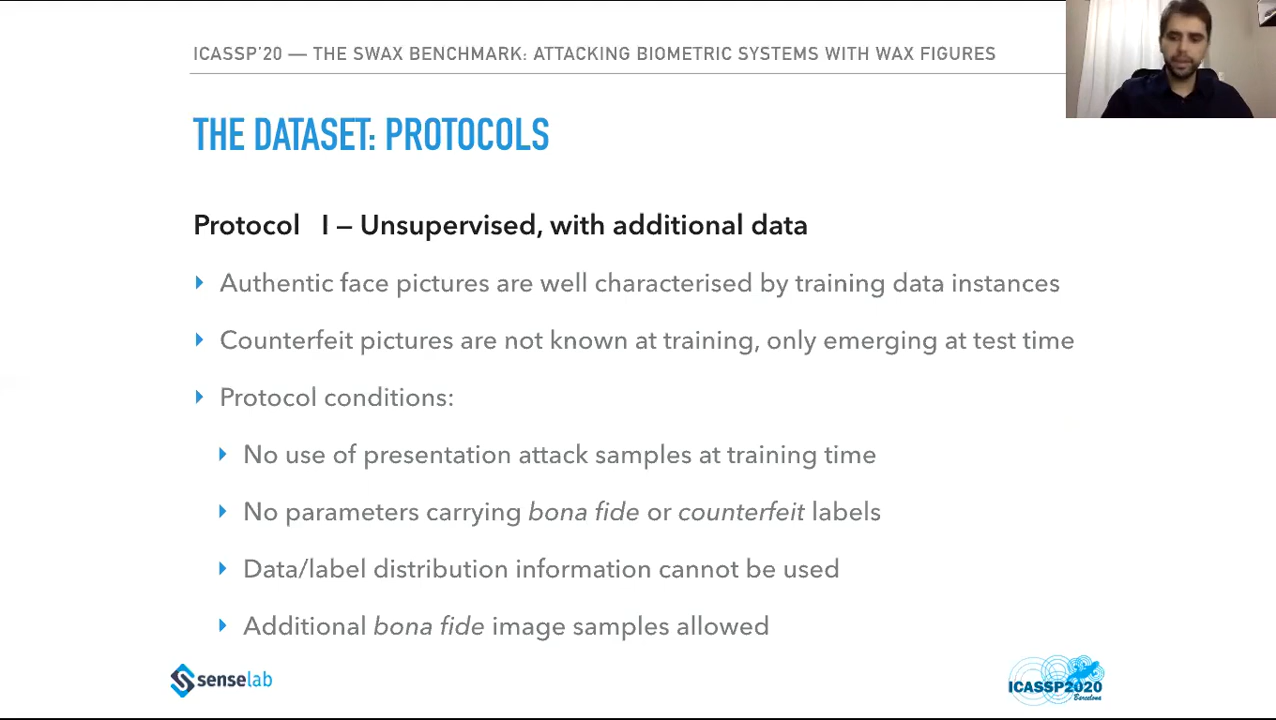 ICASSP'20 — THE SWAX BENCHMARK: ATTACKING BIOMETRIC SYSTEMS WITH WAX FIGURES
THE DATASET: PROTOCOLS
Protocol I – Unsupervised, with additional data
Authentic face pictures are well characterised by training data instances
Counterfeit pictures are not known at training, only emerging at test time
Protocol conditions:
No use of presentation attack samples at training time
No parameters carrying bona fide or counterfeit labels
Data/label distribution information cannot be used
Additional bona fide image samples allowed
senselab
ICASSP2020
Barcelona